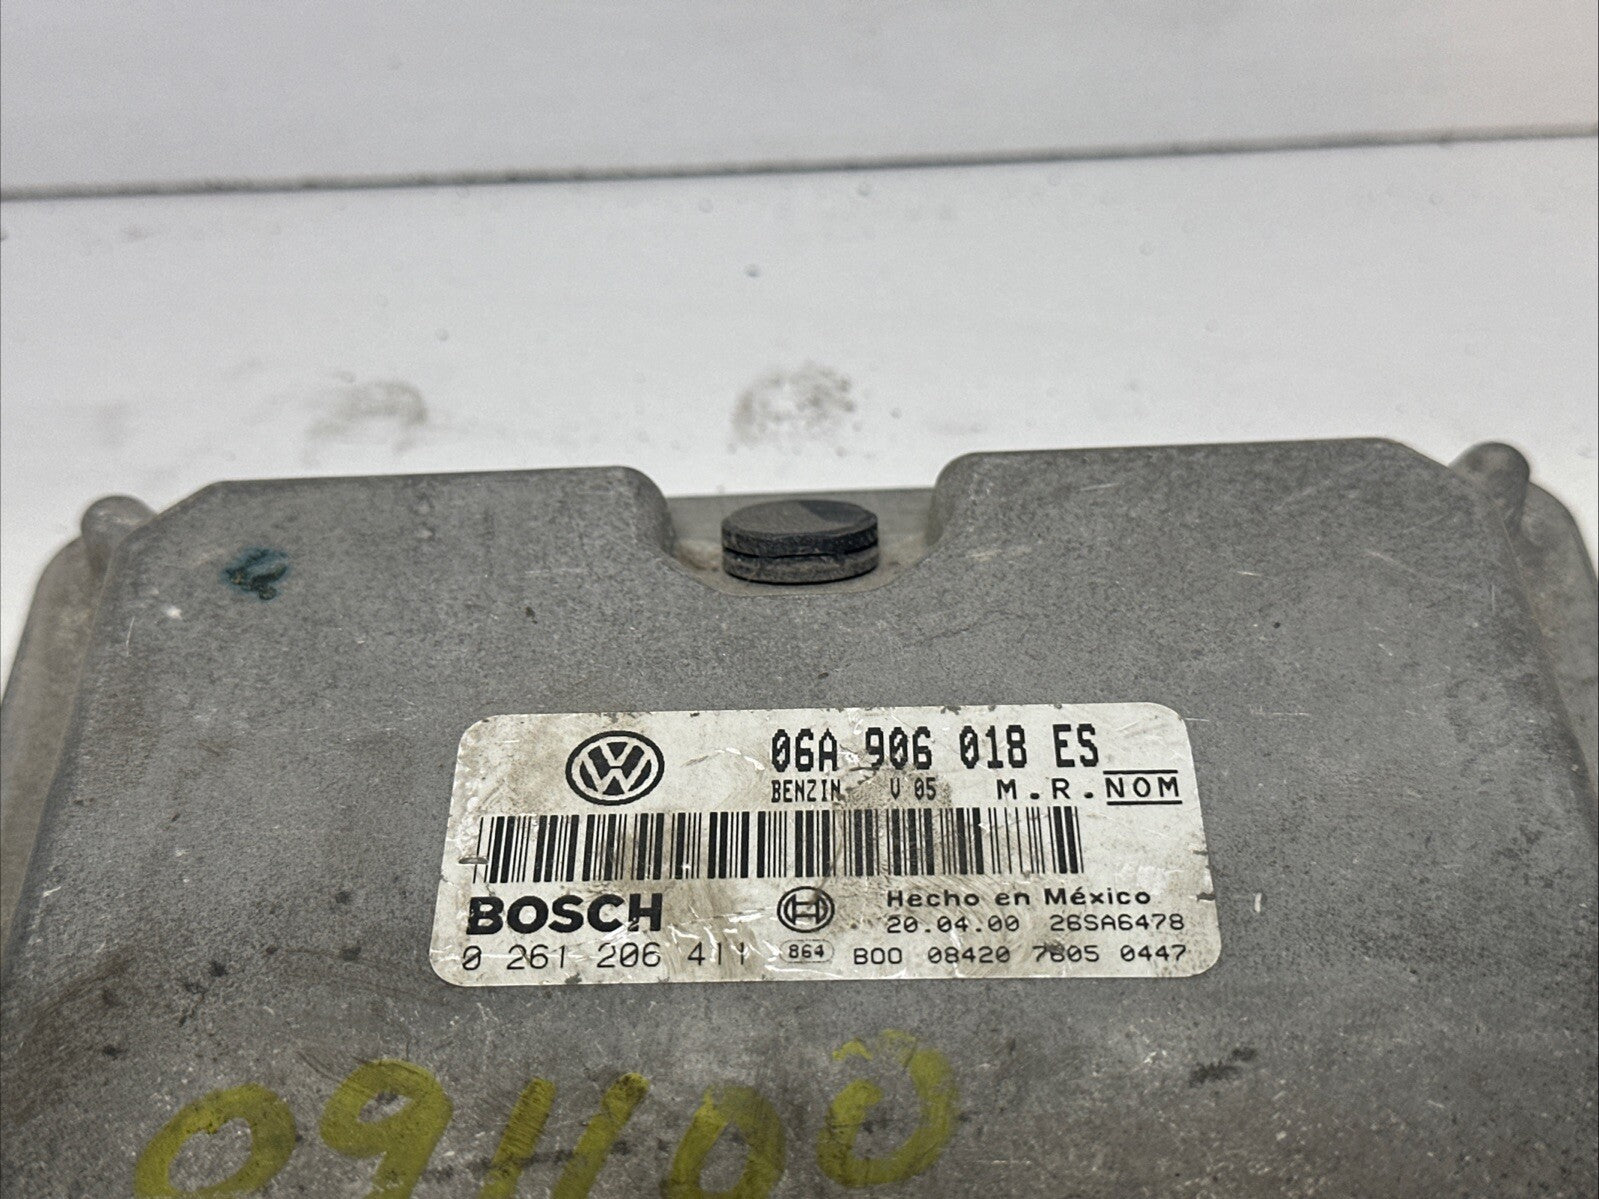 06A 906 018 ES
BENZIN V 05 M.R.NOM
BOSCH Hecho en México
20.04.00 26SA6478
0 261 206 411 864 B00 08420 7805 0447
091100